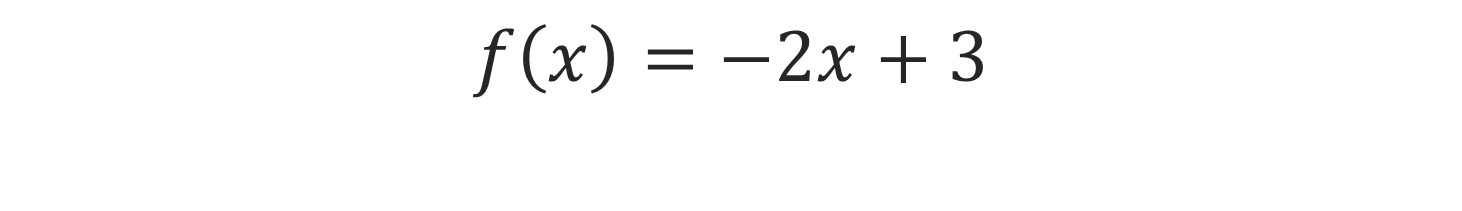 f(x) = −2x + 3